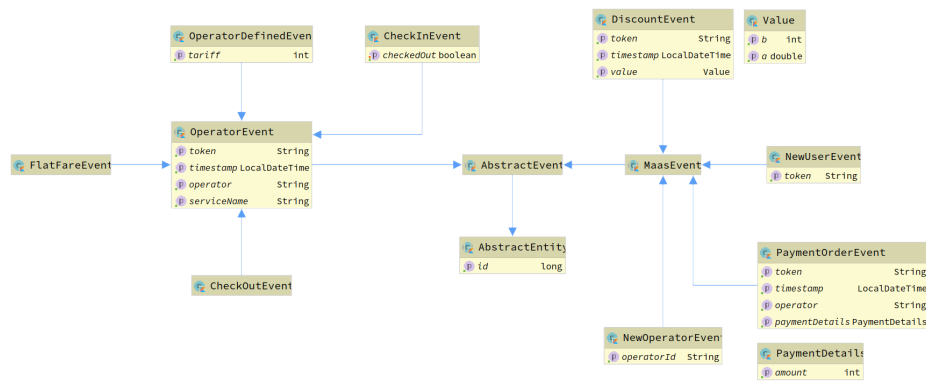 OperatorDefinedEven
tariff int
CheckInEvent
checkedOut boolean
DiscountEvent
token String
timestamp LocalDateTime
value Value
Value
b int
a double
OperatorEvent
token String
timestamp LocalDateTime
operator String
serviceName String
FlatFareEvent
AbstractEvent
MaasEvent
NewUserEvent
token String
AbstractEntity
id long
CheckOutEvent
PaymentOrderEvent
token String
timestamp LocalDateTime
operator String
paymentDetails PaymentDetails
NewOperatorEven
operatorId String
PaymentDetails
amount int